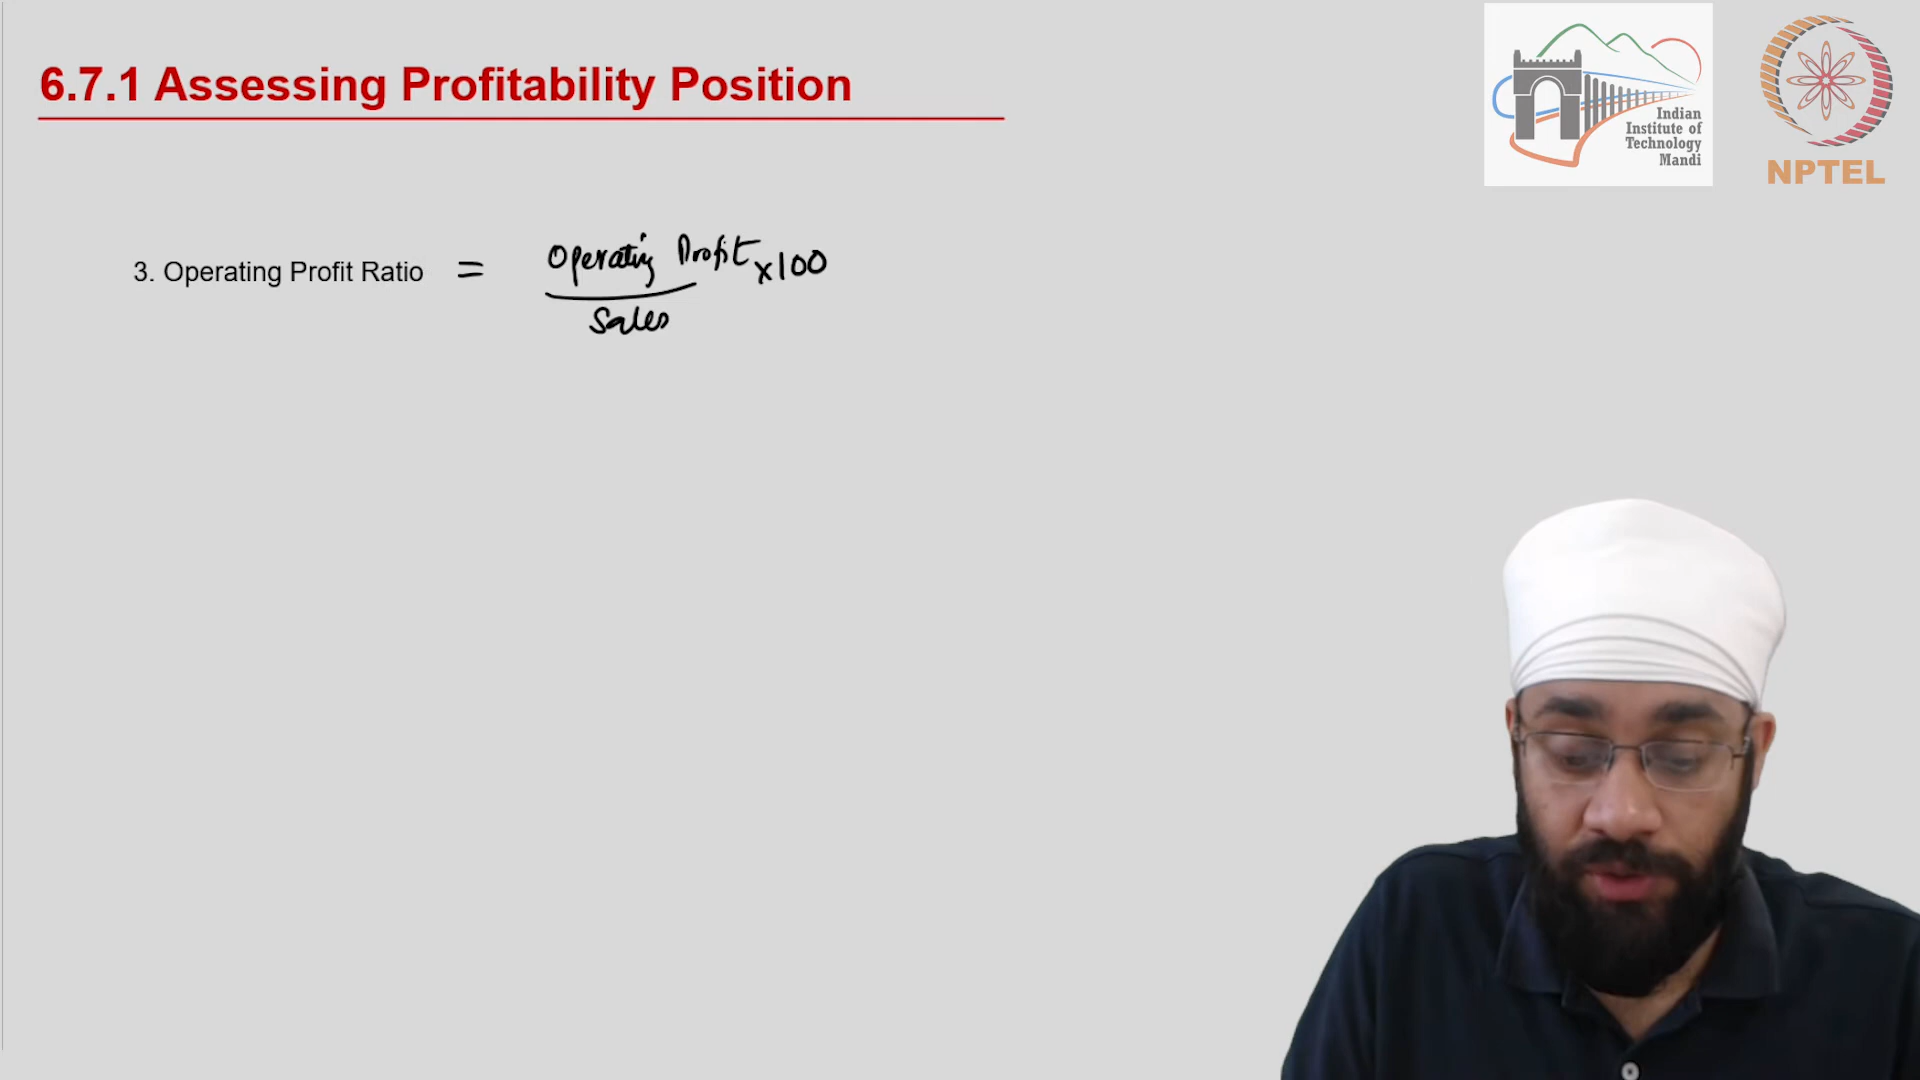 6.7.1 Assessing Profitability Position
Indian
Institute of
Technology
Mandi
NPTEL
3. Operating Profit Ratio = Operating Profit x100
Sales